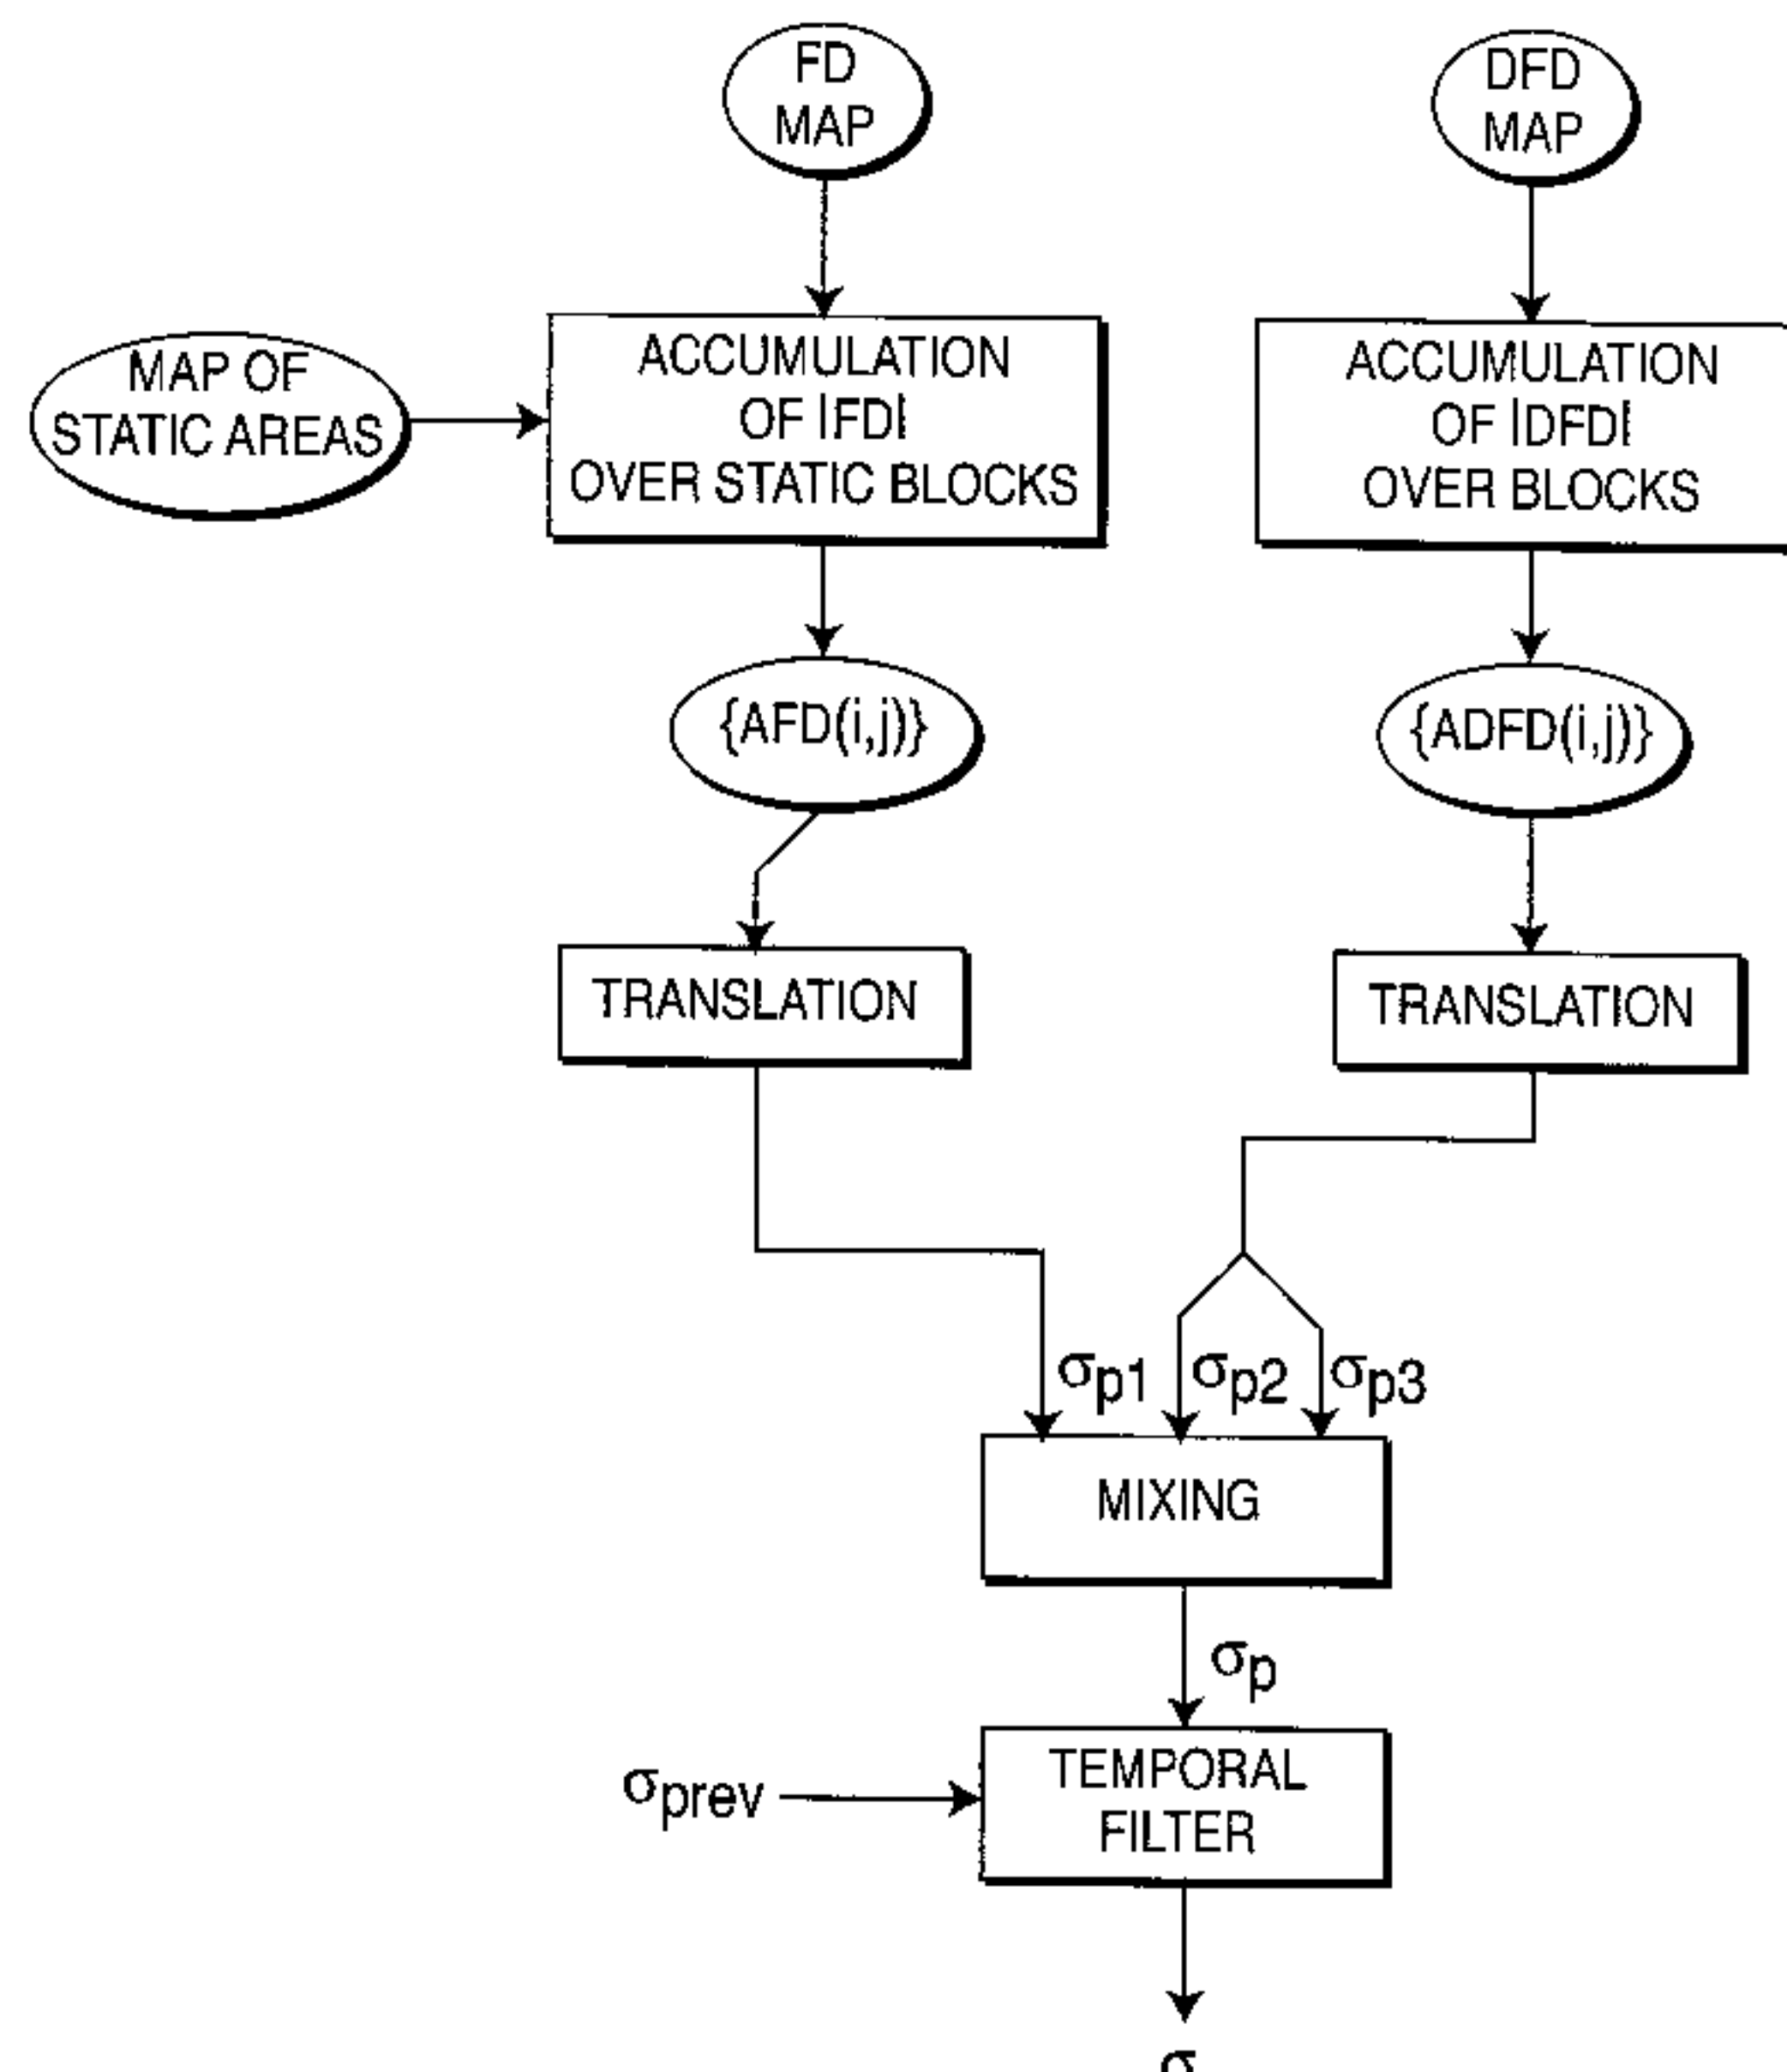 FD
MAP
DFD
MAP
MAP OF
STATIC AREAS
ACCUMULATION
OF |FD|
OVER STATIC BLOCKS
ACCUMULATION
OF |DFD|
OVER BLOCKS
{AFD(i,j)}
{ADFD(i,j)}
TRANSLATION
TRANSLATION
σp1
σp2
σp3
MIXING
σp
σprev
TEMPORAL
FILTER
σ